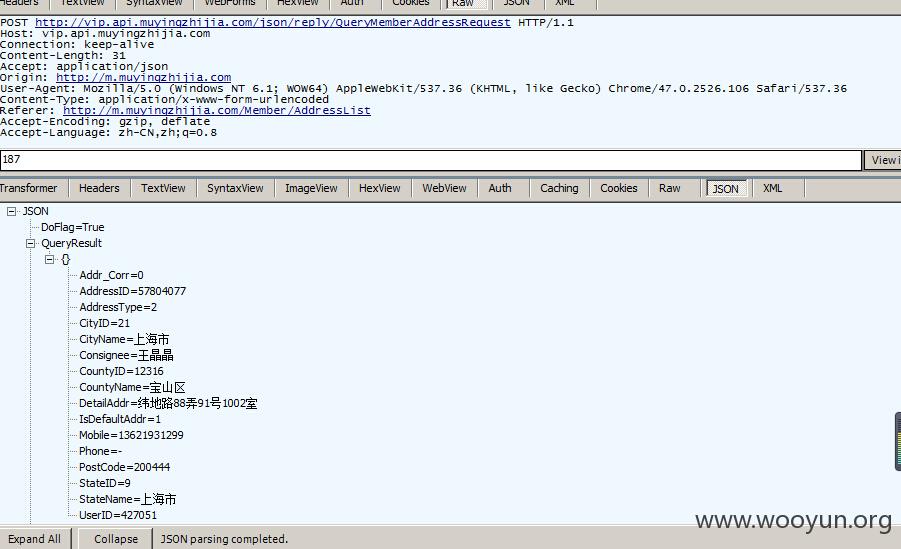 Headers TextView SyntaxView WebForms HexView Auth Cookies Raw JSON XML
POST http://vip.api.muyingzhijia.com/json/reply/QueryMemberAddressRequest HTTP/1.1
Host: vip.api.muyingzhijia.com
Connection: keep-alive
Content-Length: 31
Accept: application/json
Origin: http://m.muyingzhijia.com
User-Agent: Mozilla/5.0 (Windows NT 6.1; WOW64) AppleWebKit/537.36 (KHTML, like Gecko) Chrome/47.0.2526.106 Safari/537.36
Content-Type: application/x-www-form-urlencoded
Referer: http://m.muyingzhijia.com/Member/AddressList
Accept-Encoding: gzip, deflate
Accept-Language: zh-CN,zh;q=0.8
187 View i
Transformer Headers TextView SyntaxView ImageView HexView WebView Auth Caching Cookies Raw JSON XML
JSON
DoFlag=True
QueryResult
{}
Addr_Corr=0
AddressID=57804077
AddressType=2
CityID=21
CityName=上海市
Consignee=王晶晶
CountyID=12316
CountyName=宝山区
DetailAddr=纬地路88弄91号1002室
IsDefaultAddr=1
Mobile=13621931299
Phone=-
PostCode=200444
StateID=9
StateName=上海市
UserID=427051
www.wooyun.org
Expand All Collapse JSON parsing completed.